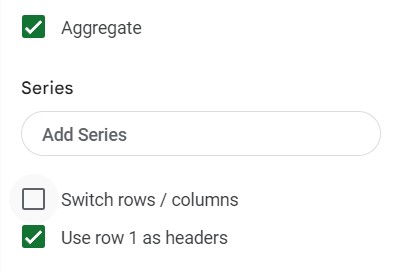 Aggregate
Series
Add Series
Switch rows / columns
Use row 1 as headers